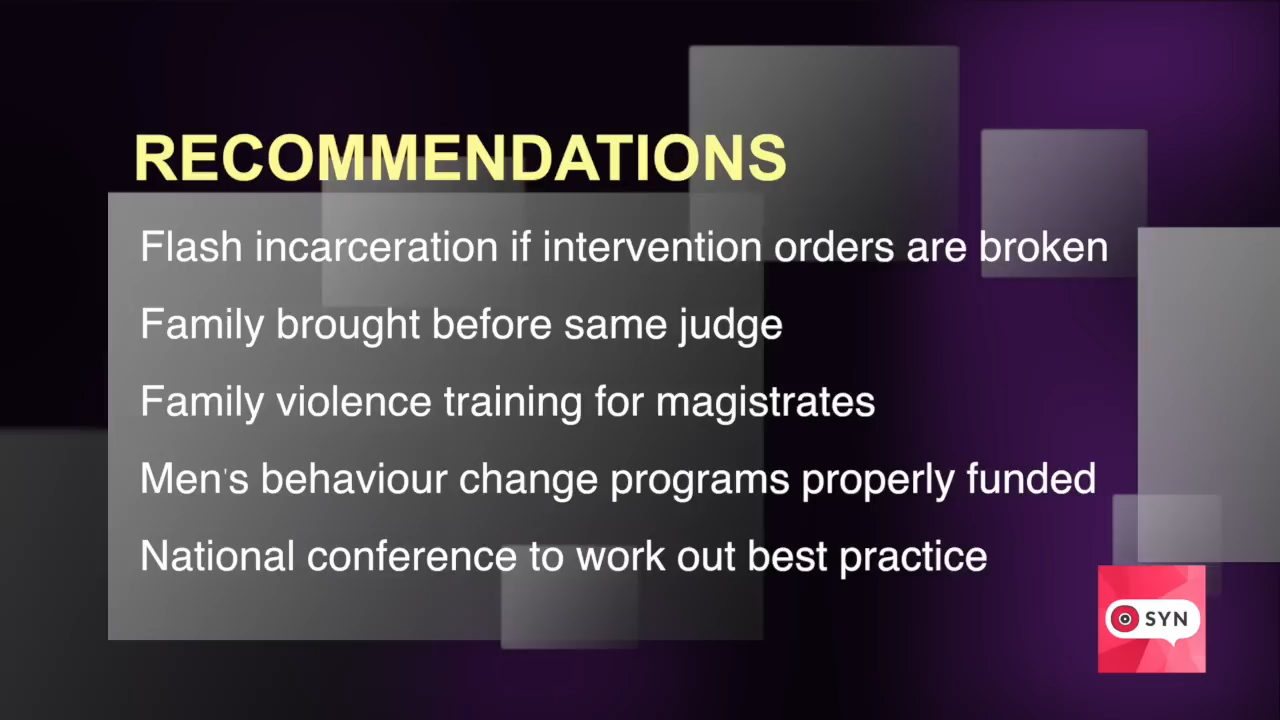 RECOMMENDATIONS
Flash incarceration if intervention orders are broken
Family brought before same judge
Family violence training for magistrates
Men's behaviour change programs properly funded
National conference to work out best practice
SYN